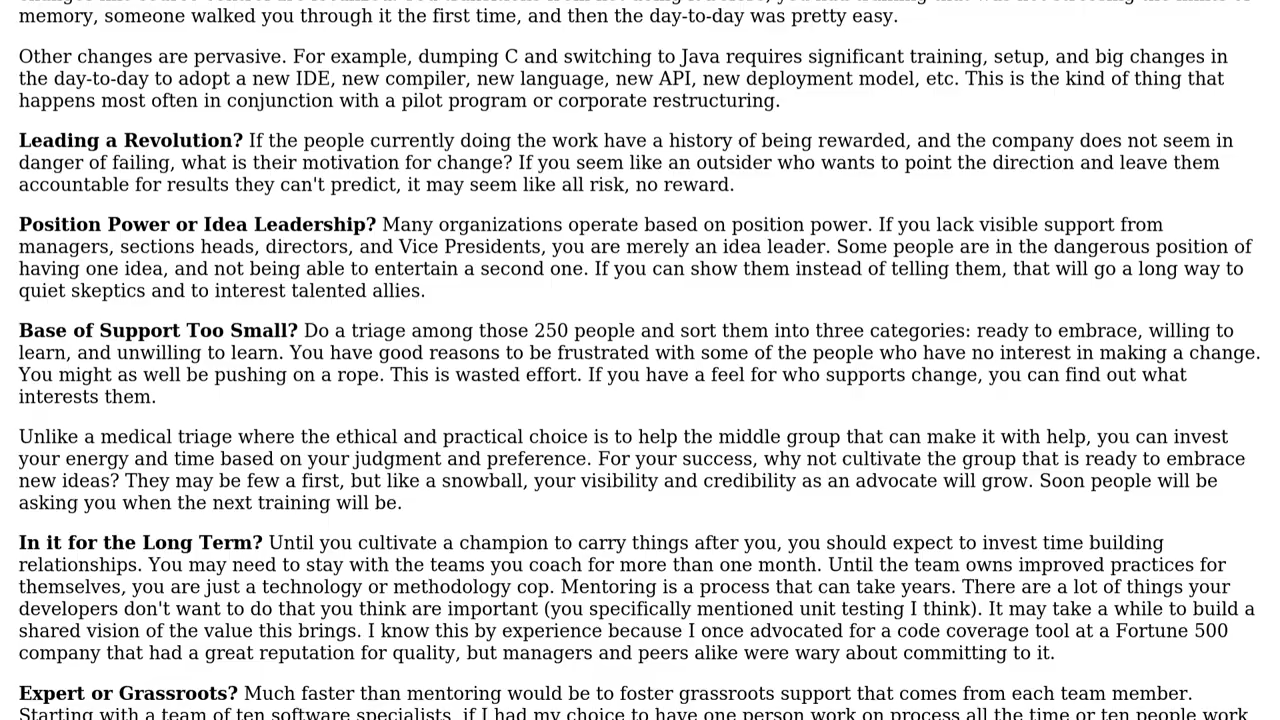 memory, someone walked you through it the first time, and then the day-to-day was pretty easy.
Other changes are pervasive. For example, dumping C and switching to Java requires significant training, setup, and big changes in
the day-to-day to adopt a new IDE, new compiler, new language, new API, new deployment model, etc. This is the kind of thing that
happens most often in conjunction with a pilot program or corporate restructuring.
Leading a Revolution? If the people currently doing the work have a history of being rewarded, and the company does not seem in
danger of failing, what is their motivation for change? If you seem like an outsider who wants to point the direction and leave them
accountable for results they can't predict, it may seem like all risk, no reward.
Position Power or Idea Leadership? Many organizations operate based on position power. If you lack visible support from
managers, sections heads, directors, and Vice Presidents, you are merely an idea leader. Some people are in the dangerous position of
having one idea, and not being able to entertain a second one. If you can show them instead of telling them, that will go a long way to
quiet skeptics and to interest talented allies.
Base of Support Too Small? Do a triage among those 250 people and sort them into three categories: ready to embrace, willing to
learn, and unwilling to learn. You have good reasons to be frustrated with some of the people who have no interest in making a change.
You might as well be pushing on a rope. This is wasted effort. If you have a feel for who supports change, you can find out what
interests them.
Unlike a medical triage where the ethical and practical choice is to help the middle group that can make it with help, you can invest
your energy and time based on your judgment and preference. For your success, why not cultivate the group that is ready to embrace
new ideas? They may be few a first, but like a snowball, your visibility and credibility as an advocate will grow. Soon people will be
asking you when the next training will be.
In it for the Long Term? Until you cultivate a champion to carry things after you, you should expect to invest time building
relationships. You may need to stay with the teams you coach for more than one month. Until the team owns improved practices for
themselves, you are just a technology or methodology cop. Mentoring is a process that can take years. There are a lot of things your
developers don't want to do that you think are important (you specifically mentioned unit testing I think). It may take a while to build a
shared vision of the value this brings. I know this by experience because I once advocated for a code coverage tool at a Fortune 500
company that had a great reputation for quality, but managers and peers alike were wary about committing to it.
Expert or Grassroots? Much faster than mentoring would be to foster grassroots support that comes from each team member.
Starting with a team of ten software specialists, if I had my choice to have one person work on process all the time or ten people work